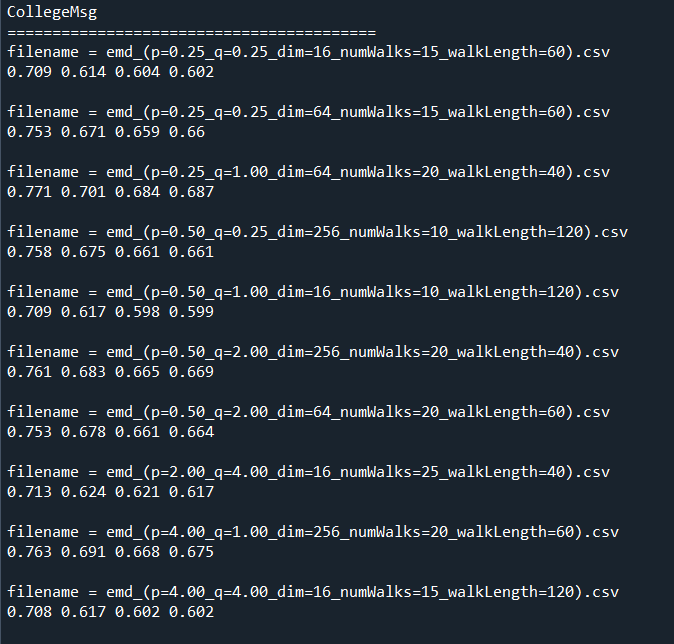 CollegeMsg
=========================================
filename = emd_(p=0.25_q=0.25_dim=16_numWalks=15_walkLength=60).csv
0.709 0.614 0.604 0.602
filename = emd_(p=0.25_q=0.25_dim=64_numWalks=15_walkLength=60).csv
0.753 0.671 0.659 0.66
filename = emd_(p=0.25_q=1.00_dim=64_numWalks=20_walkLength=40).csv
0.771 0.701 0.684 0.687
filename = emd_(p=0.50_q=0.25_dim=256_numWalks=10_walkLength=120).csv
0.758 0.675 0.661 0.661
filename = emd_(p=0.50_q=1.00_dim=16_numWalks=10_walkLength=120).csv
0.709 0.617 0.598 0.599
filename = emd_(p=0.50_q=2.00_dim=256_numWalks=20_walkLength=40).csv
0.761 0.683 0.665 0.669
filename = emd_(p=0.50_q=2.00_dim=64_numWalks=20_walkLength=60).csv
0.753 0.678 0.661 0.664
filename = emd_(p=2.00_q=4.00_dim=16_numWalks=25_walkLength=40).csv
0.713 0.624 0.621 0.617
filename = emd_(p=4.00_q=1.00_dim=256_numWalks=20_walkLength=60).csv
0.763 0.691 0.668 0.675
filename = emd_(p=4.00_q=4.00_dim=16_numWalks=15_walkLength=120).csv
0.708 0.617 0.602 0.602